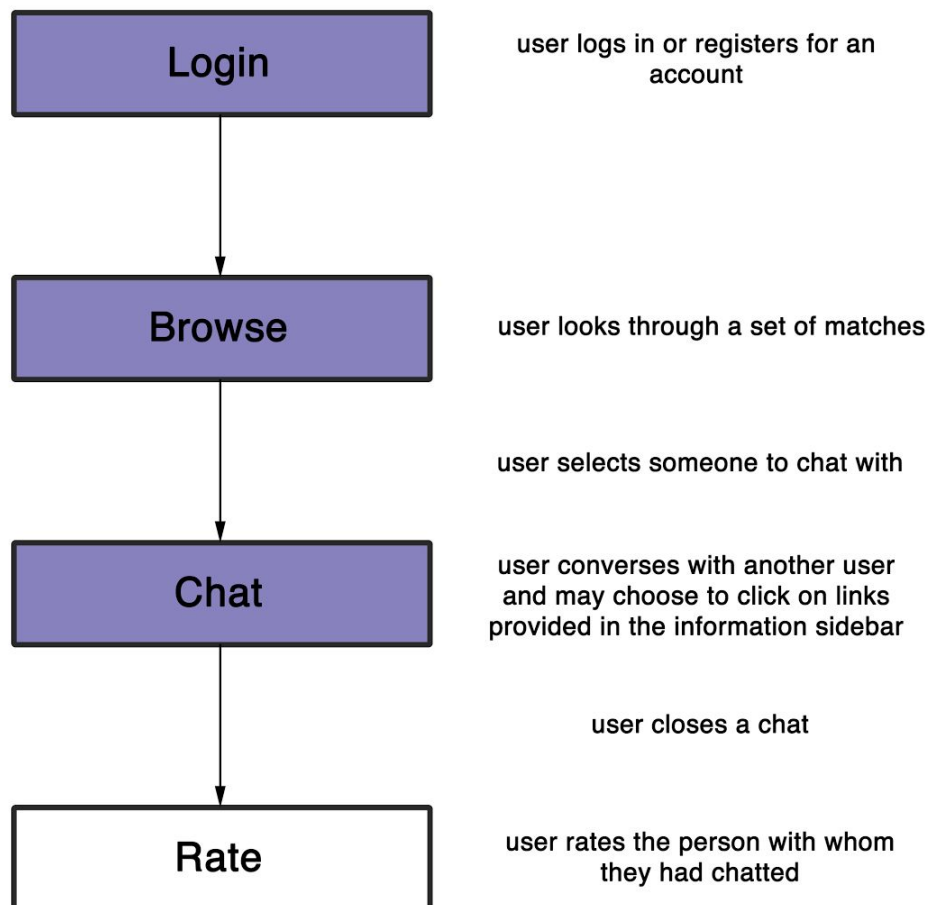 Login
user logs in or registers for an
account
Browse
user looks through a set of matches
user selects someone to chat with
Chat
user converses with another user
and may choose to click on links
provided in the information sidebar
user closes a chat
Rate
user rates the person with whom
they had chatted